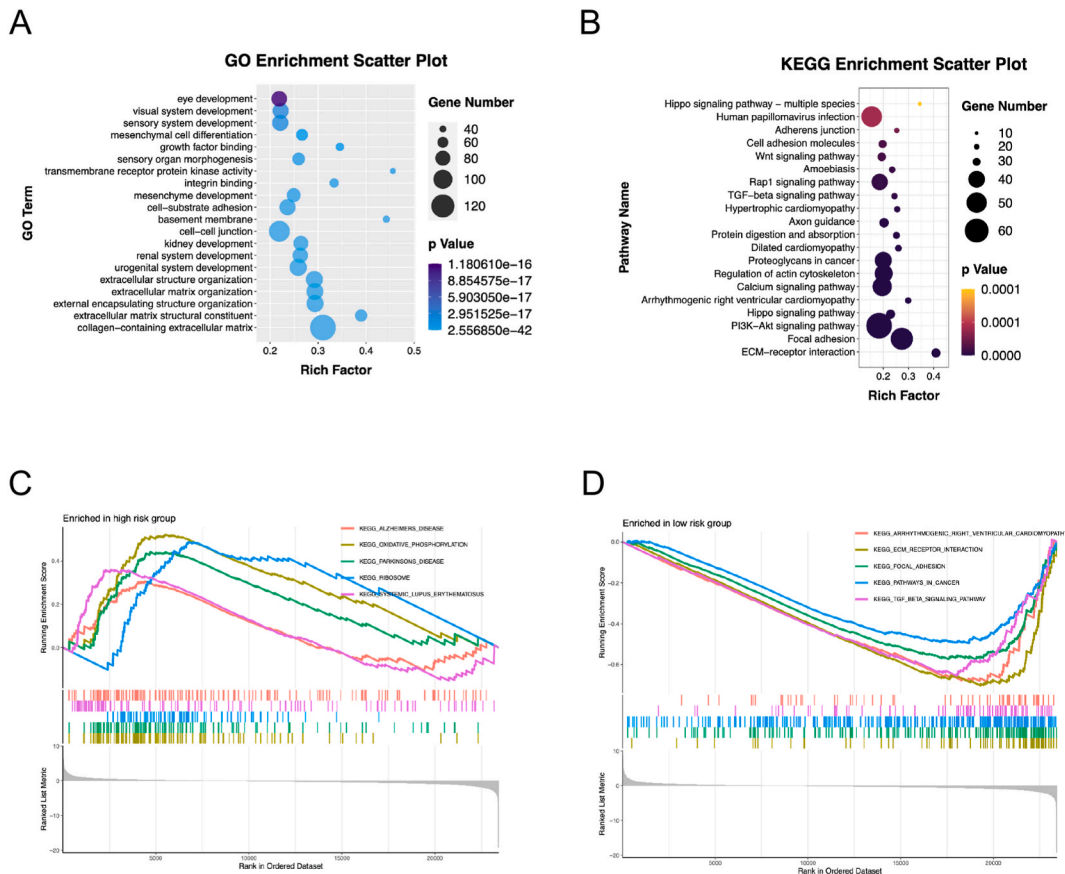 A
GO Enrichment Scatter Plot
GO Term
eye development
visual system development
sensory system development
mesenchymal cell differentiation
growth factor binding
sensory organ morphogenesis
transmembrane receptor protein kinase activity
integrin binding
mesenchyme development
cell−substrate adhesion
basement membrane
cell−cell junction
kidney development
renal system development
urogenital system development
extracellular structure organization
extracellular matrix organization
external encapsulating structure organization
extracellular matrix structural constituent
collagen−containing extracellular matrix
0.2 0.3 0.4 0.5
Rich Factor
Gene Number
40
60
80
100
120
p Value
1.180610e−16
8.854575e−17
5.903050e−17
2.951525e−17
2.556850e−42
B
KEGG Enrichment Scatter Plot
Pathway Name
Hippo signaling pathway − multiple species
Human papillomavirus infection
Adherens junction
Cell adhesion molecules
Wnt signaling pathway
Amoebiasis
Rap1 signaling pathway
TGF−beta signaling pathway
Hypertrophic cardiomyopathy
Axon guidance
Protein digestion and absorption
Dilated cardiomyopathy
Proteoglycans in cancer
Regulation of actin cytoskeleton
Calcium signaling pathway
Arrhythmogenic right ventricular cardiomyopathy
Hippo signaling pathway
PI3K−Akt signaling pathway
Focal adhesion
ECM−receptor interaction
0.2 0.3 0.4
Rich Factor
Gene Number
10
20
30
40
50
60
p Value
0.0001
0.0001
0.0000
C
Enriched in high risk group
Running Enrichment Score
0.4
0.2
0.0
KEGG_ALZHEIMERS_DISEASE
KEGG_OXIDATIVE_PHOSPHORYLATION
KEGG_PARKINSONS_DISEASE
KEGG_RIBOSOME
KEGG_SYSTEMIC_LUPUS_ERYTHEMATOSUS
Ranked List Metric
10
0
−10
−20
5000 10000 15000 20000
Rank in Ordered Dataset
D
Enriched in low risk group
Running Enrichment Score
0.0
−0.2
−0.4
−0.6
KEGG_ARRHYTHMOGENIC_RIGHT_VENTRICULAR_CARDIOMYOPATH
KEGG_ECM_RECEPTOR_INTERACTION
KEGG_FOCAL_ADHESION
KEGG_PATHWAYS_IN_CANCER
KEGG_TGF_BETA_SIGNALING_PATHWAY
Ranked List Metric
10
0
−10
−20
5000 10000 15000 20000
Rank in Ordered Dataset